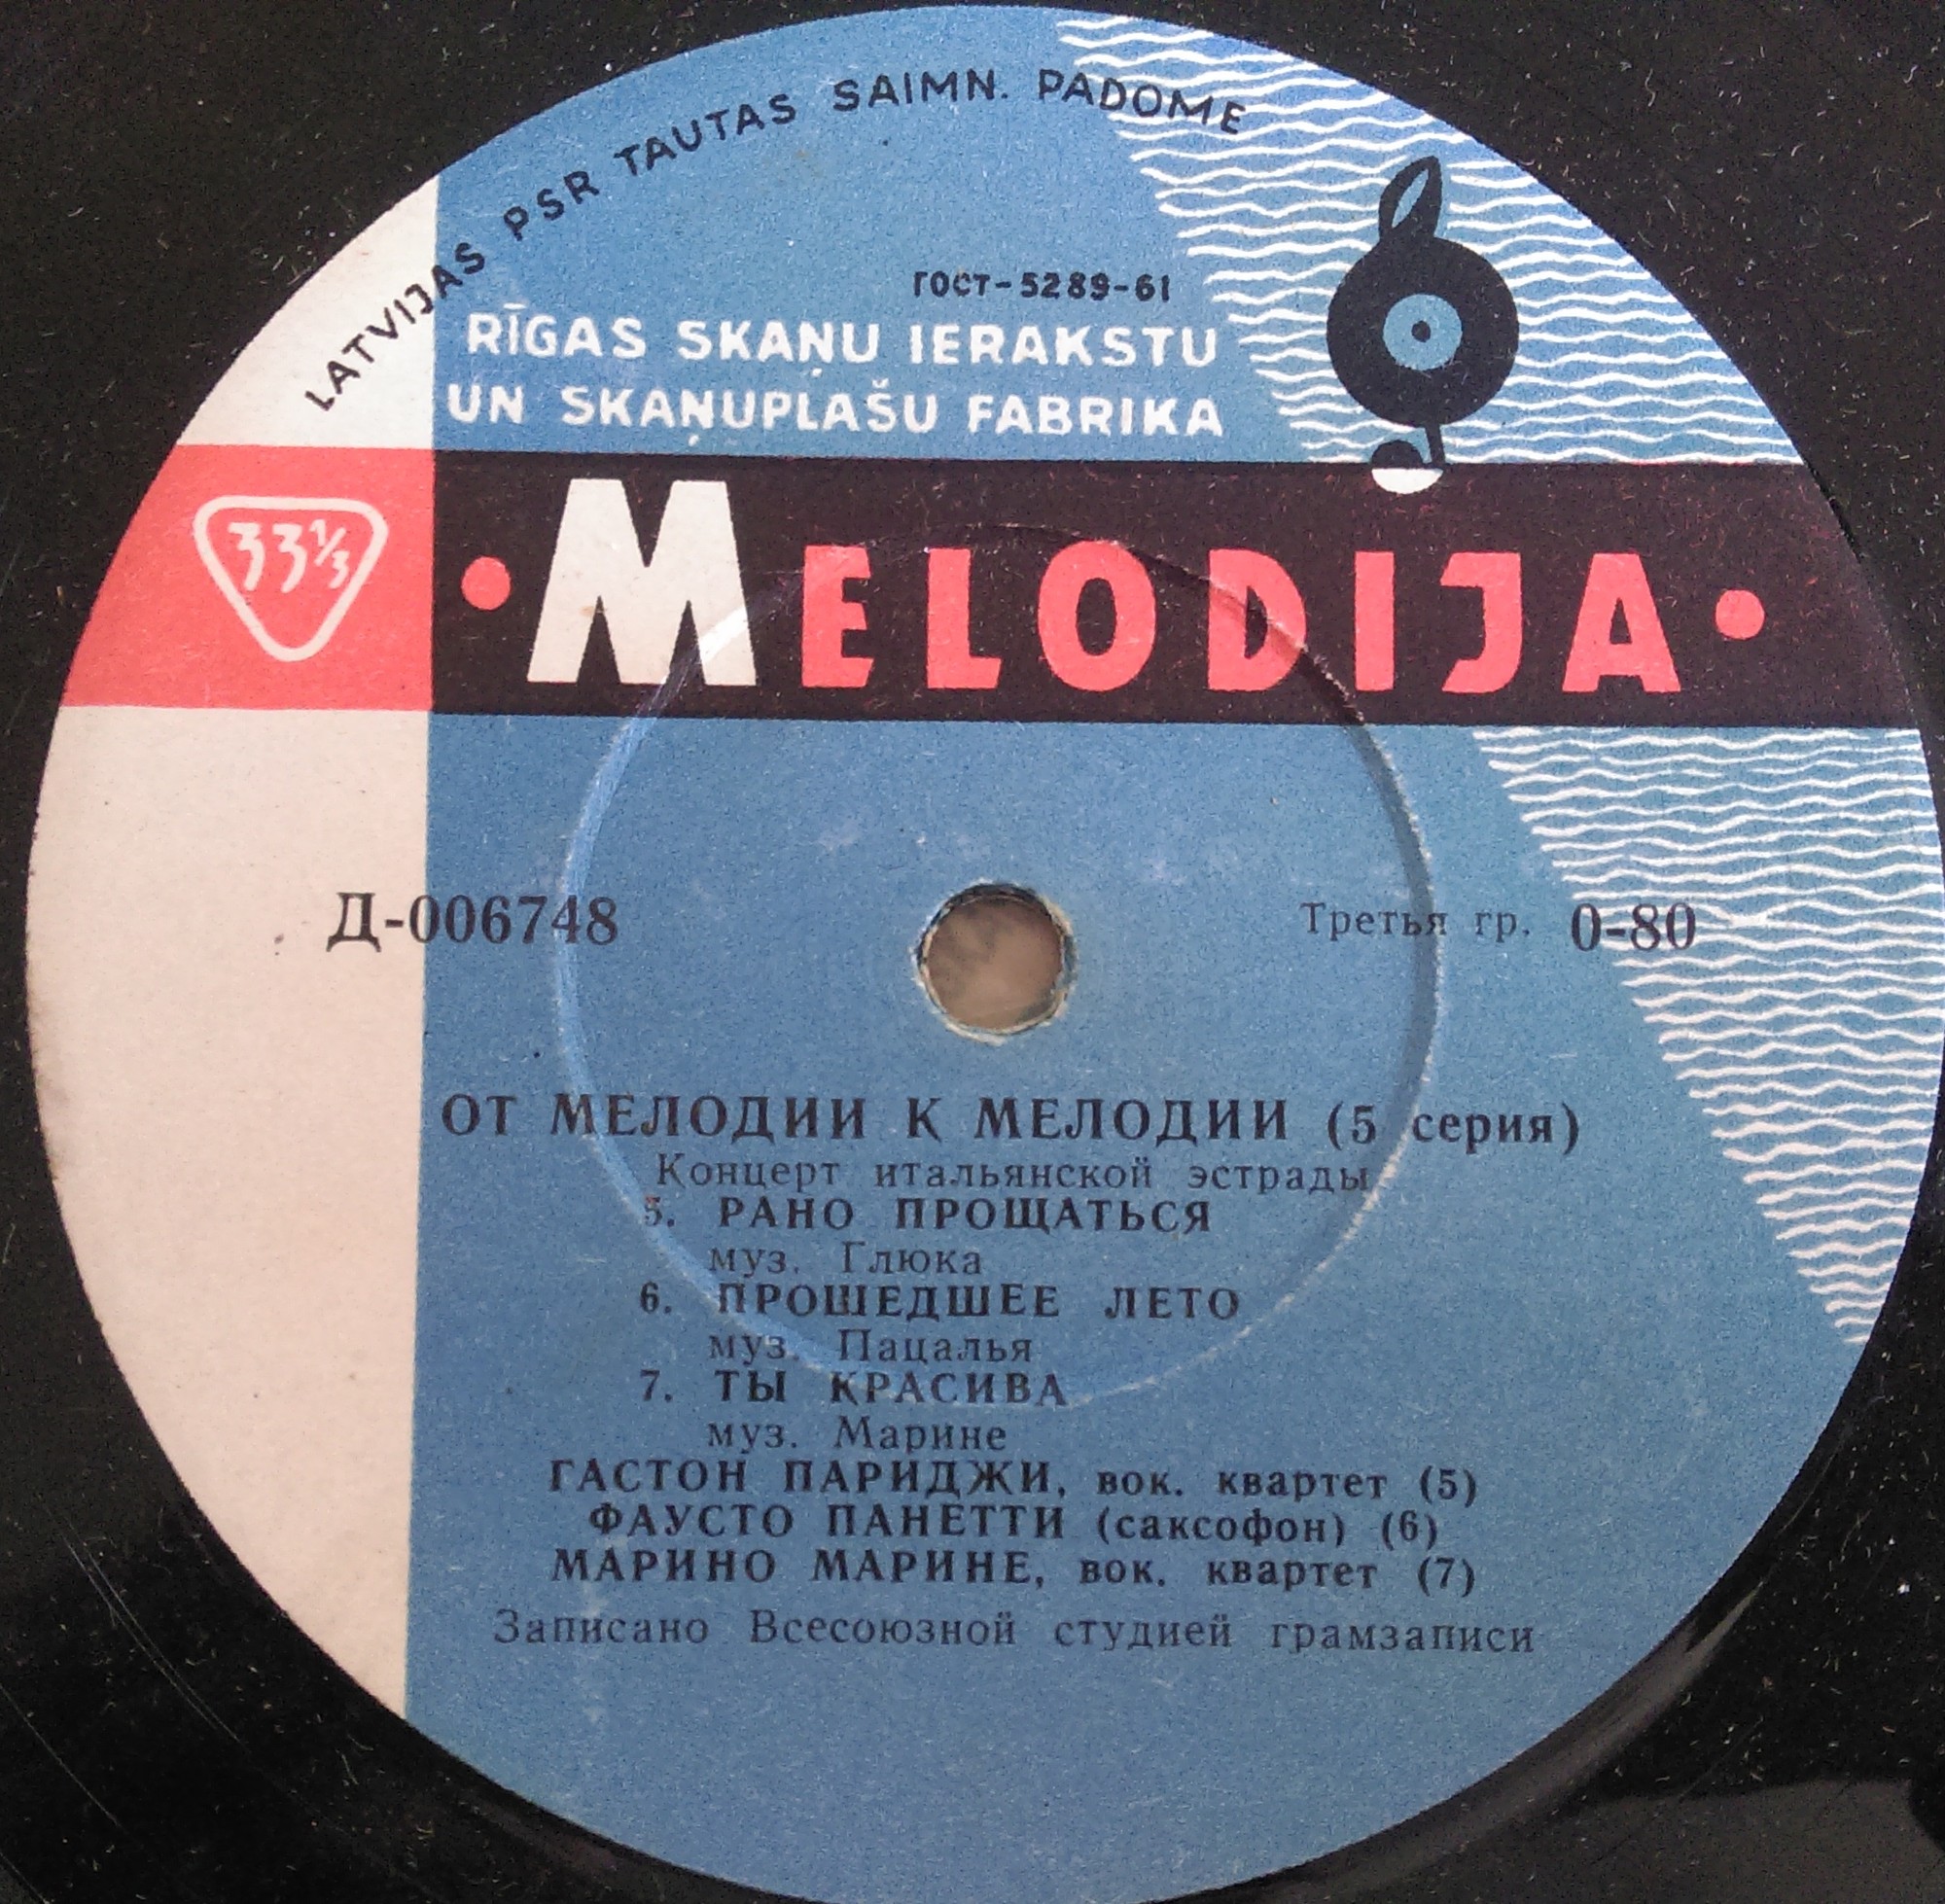 LATVIJAS PSR TAUTAS SAIMN. PADOME
ГОСТ-5289-61
RĪGAS SKAŅU IERAKSTU
UN SKAŅUPLAŠU FABRIKA
33⅓
•MELODIJA•
Д-006748
Третья гр. 0-80
ОТ МЕЛОДИИ К МЕЛОДИИ (5 серия)
Концерт итальянской эстрады
5. РАНО ПРОЩАТЬСЯ
муз. Глюка
6. ПРОШЕДШЕЕ ЛЕТО
муз. Пацалья
7. ТЫ КРАСИВА
муз. Марине
ГАСТОН ПАРИДЖИ, вок. квартет (5)
ФАУСТО ПАНЕТТИ (саксофон) (6)
МАРИНО МАРИНЕ, вок. квартет (7)
Записано Всесоюзной студией грамзаписи